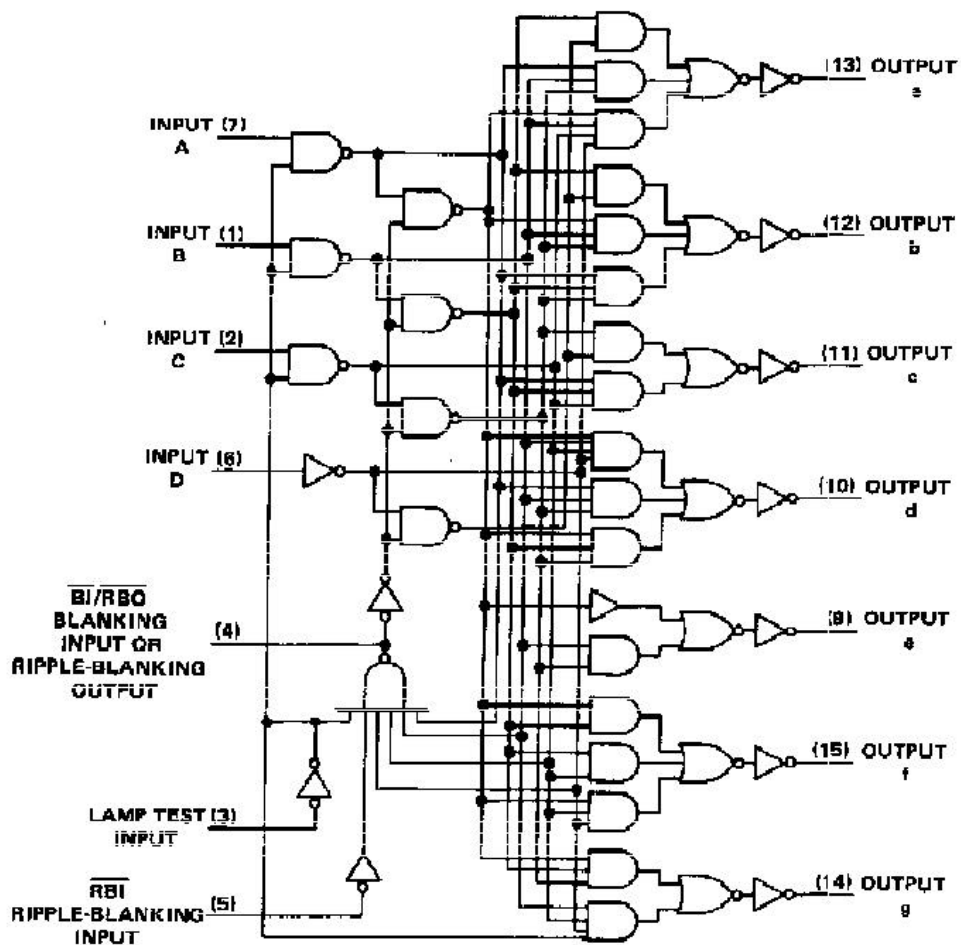 (13) OUTPUT
a
INPUT (7)
A
INPUT (1)
B
(12) OUTPUT
b
INPUT (2)
C
(11) OUTPUT
c
INPUT (6)
D
(10) OUTPUT
d
BI/RBO
BLANKING
INPUT OR (4)
RIPPLE-BLANKING
OUTPUT
(9) OUTPUT
e
(15) OUTPUT
f
LAMP TEST (3)
INPUT
RBI
RIPPLE-BLANKING (5)
INPUT
(14) OUTPUT
g